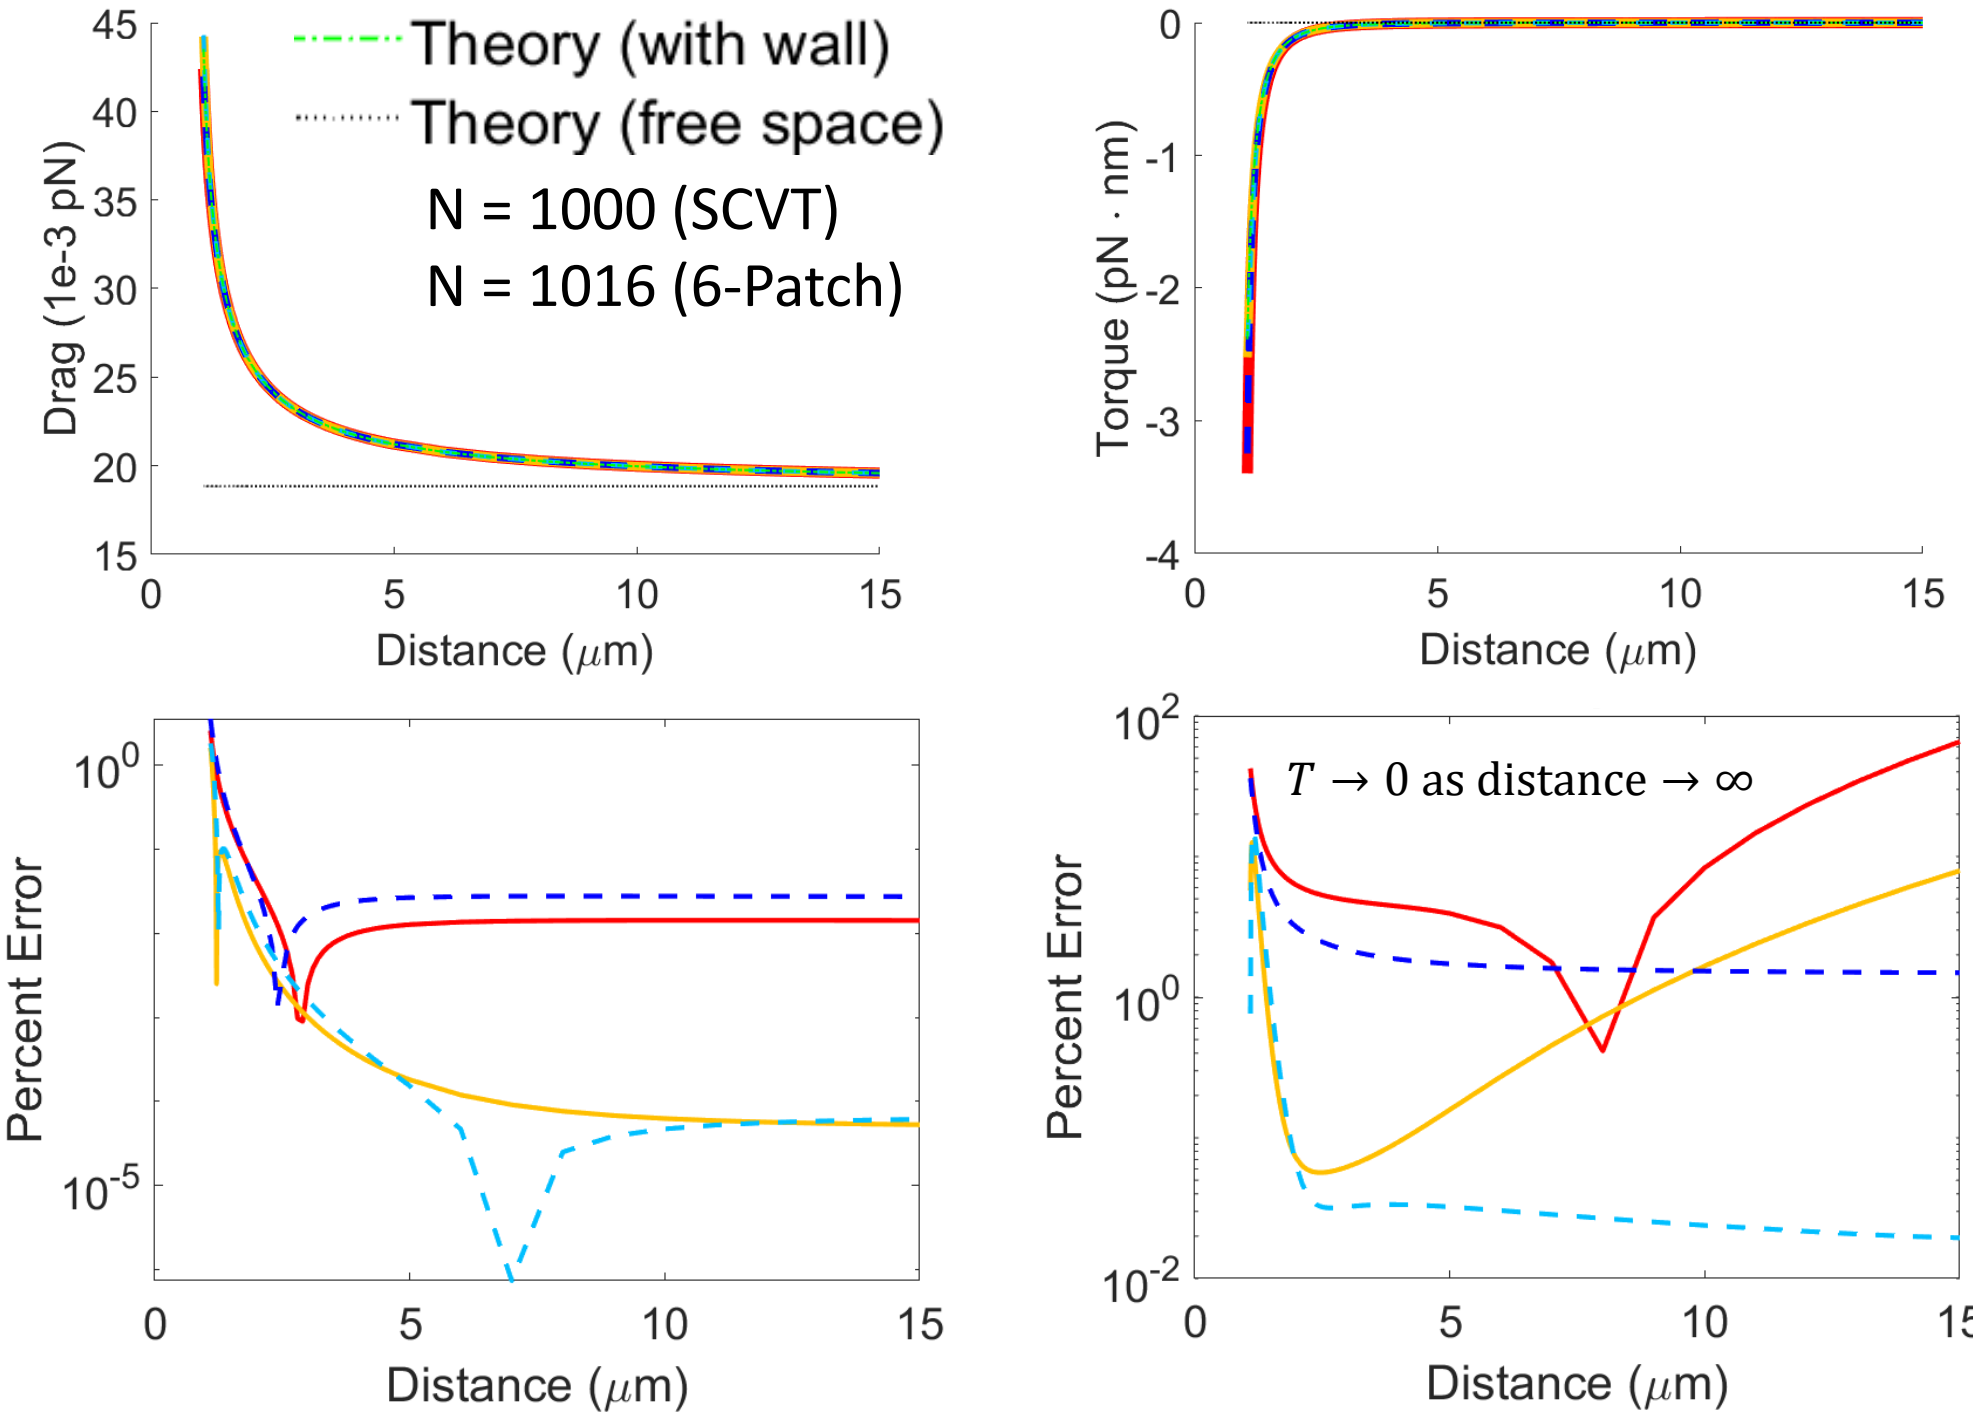 45
40
35
30
25
20
15
Drag (1e-3 pN)
Theory (with wall)
Theory (free space)
N = 1000 (SCVT)
N = 1016 (6-Patch)
0 5 10 15
Distance (μm)
0
-1
-2
-3
-4
Torque (pN · nm)
0 5 10 15
Distance (μm)
10^0
10^-5
Percent Error
0 5 10 15
Distance (μm)
10^2
10^0
10^-2
Percent Error
T → 0 as distance → ∞
0 5 10 15
Distance (μm)